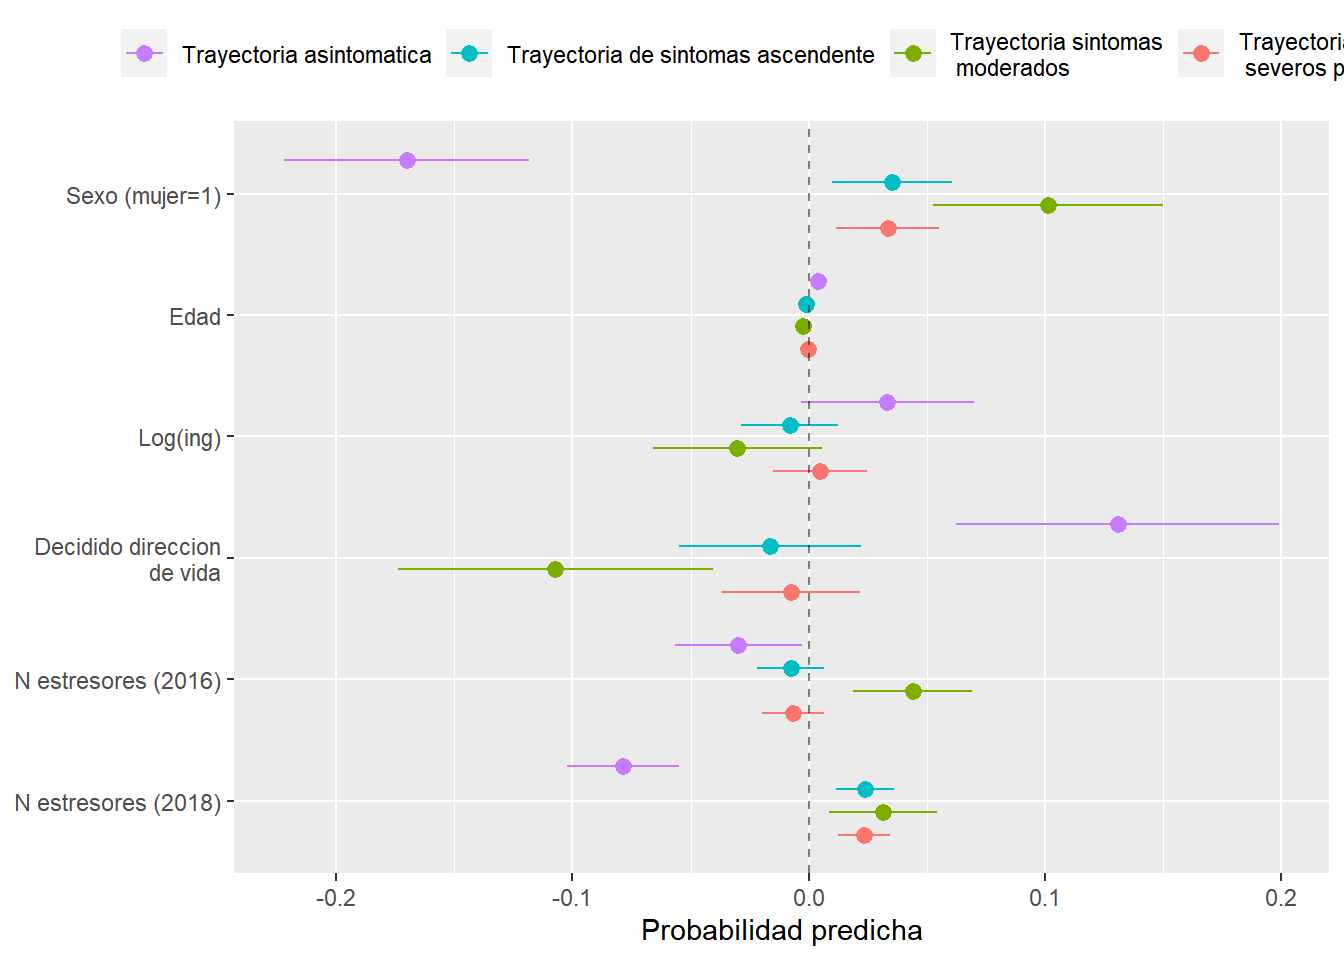 Trayectoria asintomatica
Trayectoria de sintomas ascendente
Trayectoria sintomas
moderados
severos
Sexo (mujer=1)
Edad
Log(ing)
Decidido direccion
de vida
N estresores (2016)
N estresores (2018)
-0.2
-0.1
0.0
0.1
0.2
Probabilidad predicha